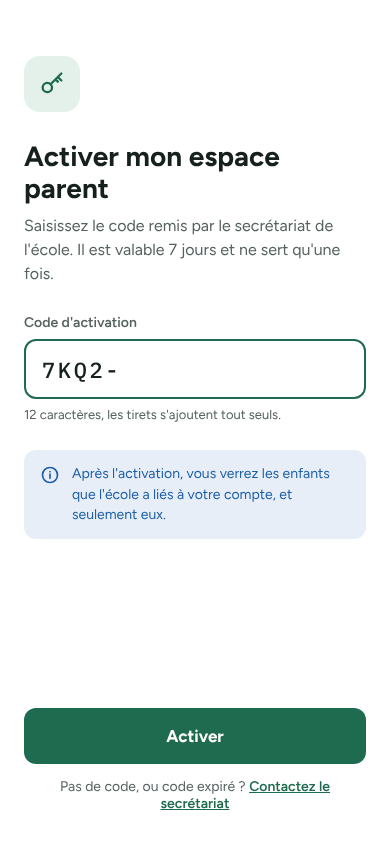 Activer mon espace
parent
Saisissez le code remis par le secrétariat de
l'école. Il est valable 7 jours et ne sert qu'une
fois.
Code d'activation
7KQ2-
12 caractères, les tirets s'ajoutent tout seuls.
Après l'activation, vous verrez les enfants
que l'école a liés à votre compte, et
seulement eux.
Activer
Pas de code, ou code expiré ? Contactez le
secrétariat